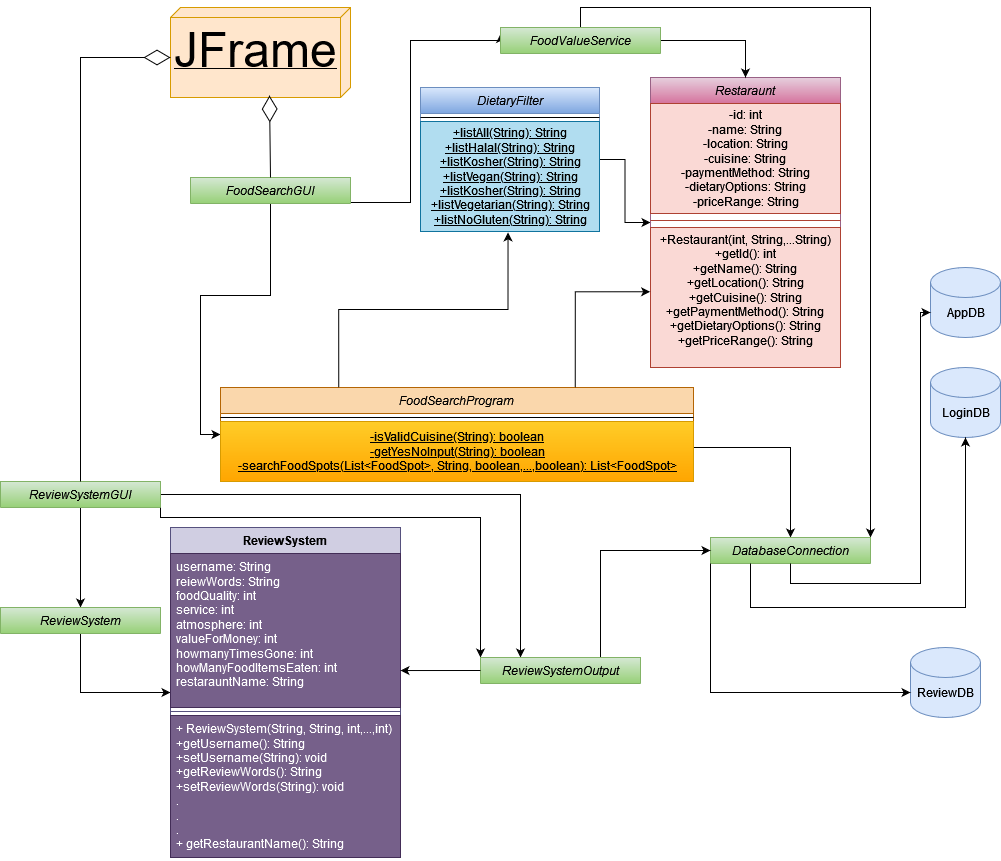 JFrame
FoodValueService
Restaraunt
-id: int
-name: String
-location: String
-cuisine: String
-paymentMethod: String
-dietaryOptions: String
-priceRange: String
+Restaurant(int, String,...String)
+getId(): int
+getName(): String
+getLocation(): String
+getCuisine(): String
+getPaymentMethod(): String
+getDietaryOptions(): String
+getPriceRange(): String
DietaryFilter
+listAll(String): String
+listHalal(String): String
+listKosher(String): String
+listVegan(String): String
+listKosher(String): String
+listVegetarian(String): String
+listNoGluten(String): String
FoodSearchGUI
AppDB
LoginDB
FoodSearchProgram
-isValidCuisine(String): boolean
-getYesNoInput(String): boolean
-searchFoodSpots(List<FoodSpot>, String, boolean,...,boolean): List<FoodSpot>
ReviewSystemGUI
ReviewSystem
username: String
reiewWords: String
foodQuality: int
service: int
atmosphere: int
valueForMoney: int
howmanyTimesGone: int
howManyFoodItemsEaten: int
restarauntName: String
+ ReviewSystem(String, String, int,...,int)
+getUsername(): String
+setUsername(String): void
+getReviewWords(): String
+setReviewWords(String): void
.
.
.
+ getRestaurantName(): String
ReviewSystem
DatabaseConnection
ReviewSystemOutput
ReviewDB